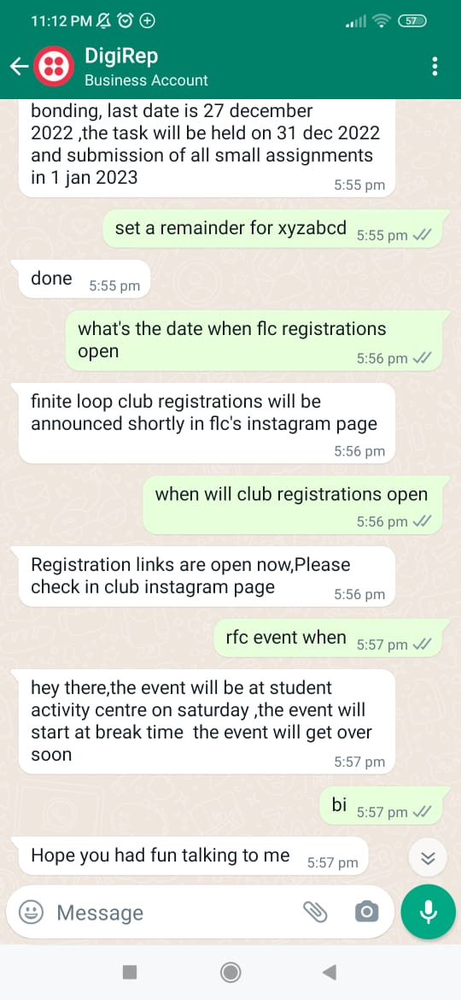 11:12 PM
57
DigiRep
Business Account
bonding, last date is 27 december
2022 ,the task will be held on 31 dec 2022
and submission of all small assignments
in 1 jan 2023
5:55 pm
set a remainder for xyzabcd
5:55 pm
done
5:55 pm
what's the date when flc registrations
open
5:56 pm
finite loop club registrations will be
announced shortly in flc's instagram page
5:56 pm
when will club registrations open
5:56 pm
Registration links are open now,Please
check in club instagram page
5:56 pm
rfc event when
5:57 pm
hey there,the event will be at student
activity centre on saturday ,the event will
start at break time  the event will get over
soon
5:57 pm
bi
5:57 pm
Hope you had fun talking to me
5:57 pm
Message